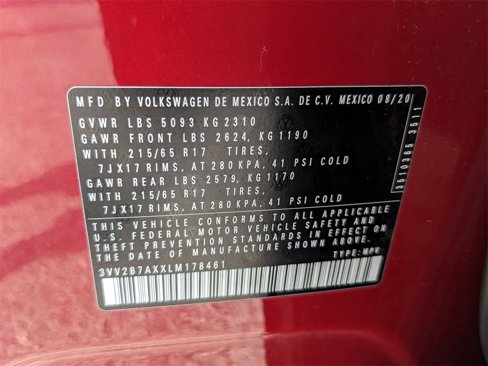 MFD BY VOLKSWAGEN DE MEXICO S.A. DE C.V. MEXICO 08/20
GVWR LBS 5093 KG 2310
GAWR FRONT LBS 2624, KG 1190
WITH 215/65 R17 TIRES,
7JX17 RIMS, AT 280 KPA, 41 PSI COLD
GAWR REAR LBS 2579, KG 1170
WITH 215/65 R17 TIRES,
7JX17 RIMS, AT 280 KPA, 41 PSI COLD
THIS VEHICLE CONFORMS TO ALL APPLICABLE
U.S. FEDERAL MOTOR VEHICLE SAFETY AND
THEFT PREVENTION STANDARDS IN EFFECT ON
THE DATE OF MANUFACTURE SHOWN ABOVE.
3VV2B7AXXLM178461 TYPE: MPV
3510365 3511